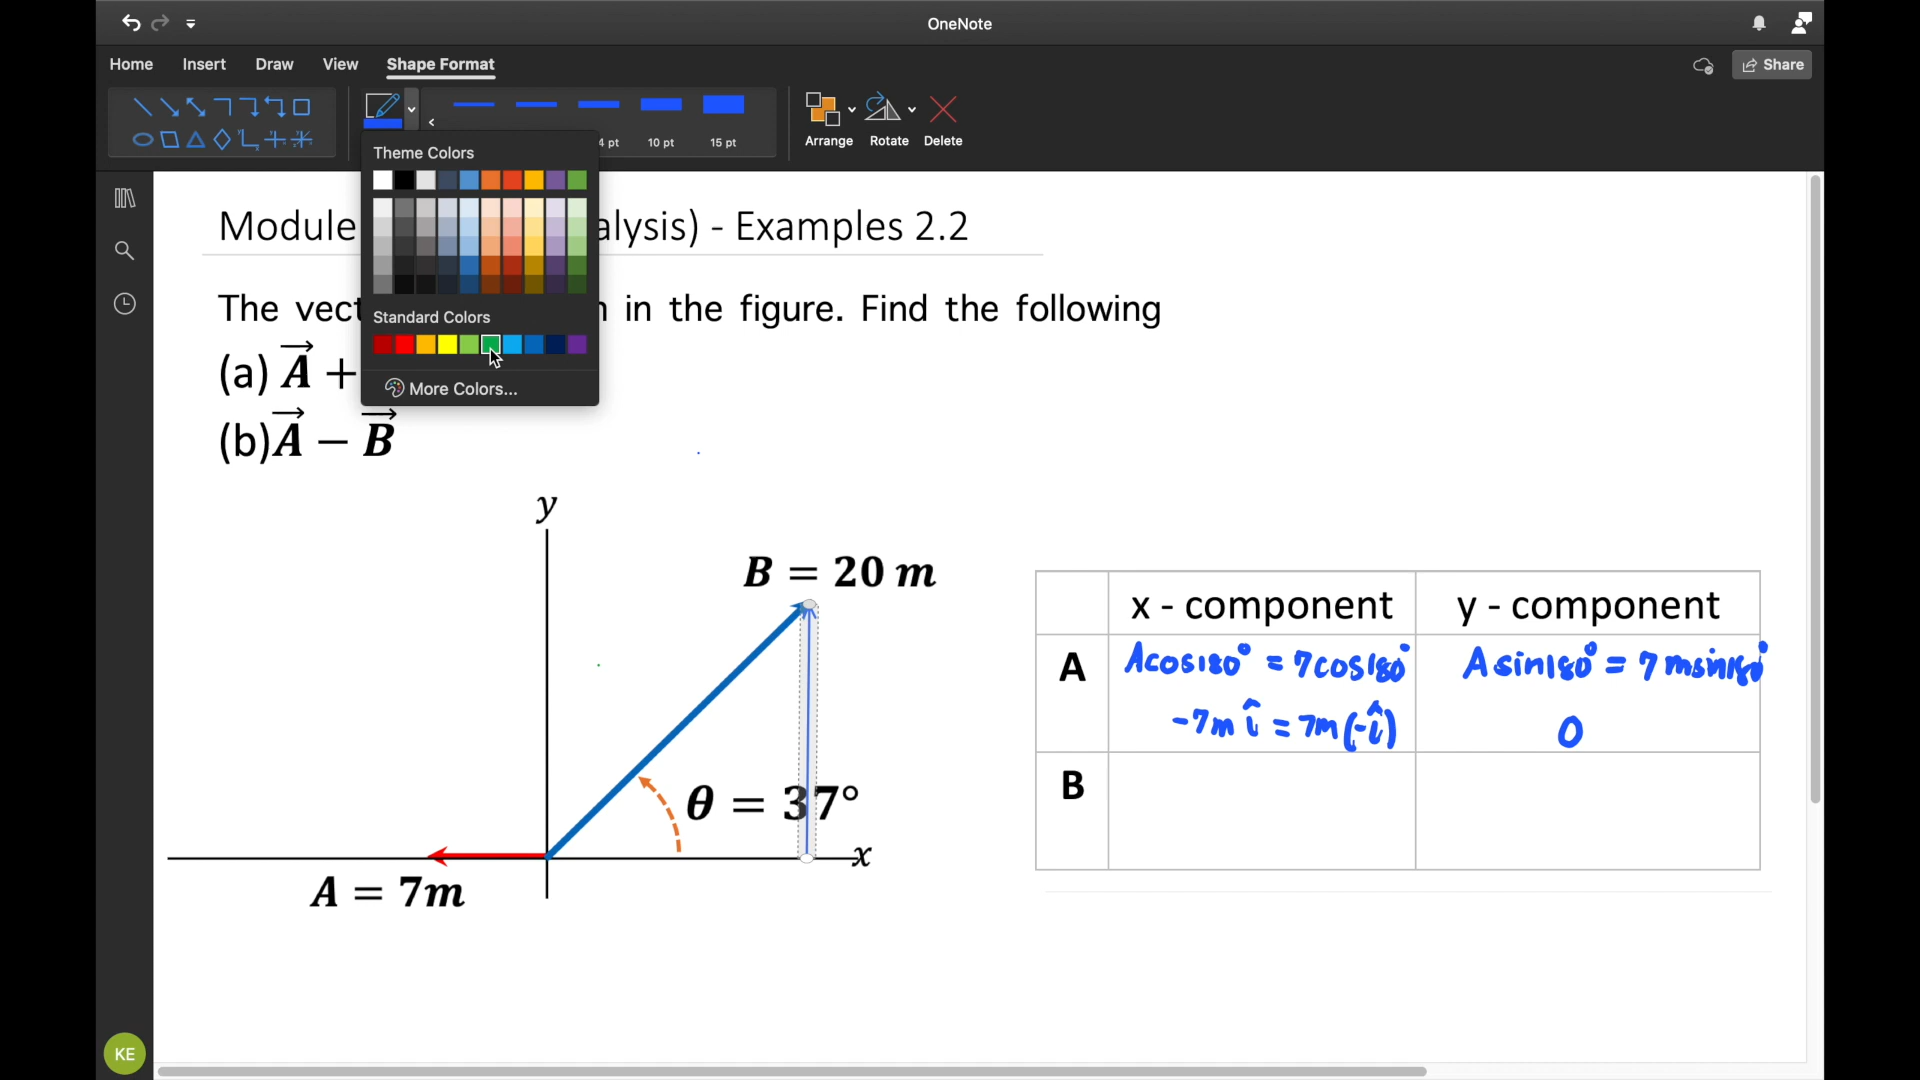 OneNote
Home Insert Draw View Shape Format
Share
4 pt 10 pt 15 pt
Arrange Rotate Delete
Theme Colors
Standard Colors
More Colors...
Module alysis) - Examples 2.2
The vect in the figure. Find the following
(a) A⃗ +
(b)A⃗ − B⃗
y
B = 20 m
θ = 37°
x
A = 7m
x - component y - component
A Acos180° = 7cos180° Asin180° = 7msin180°
-7m î = 7m(-î) 0
B
KE